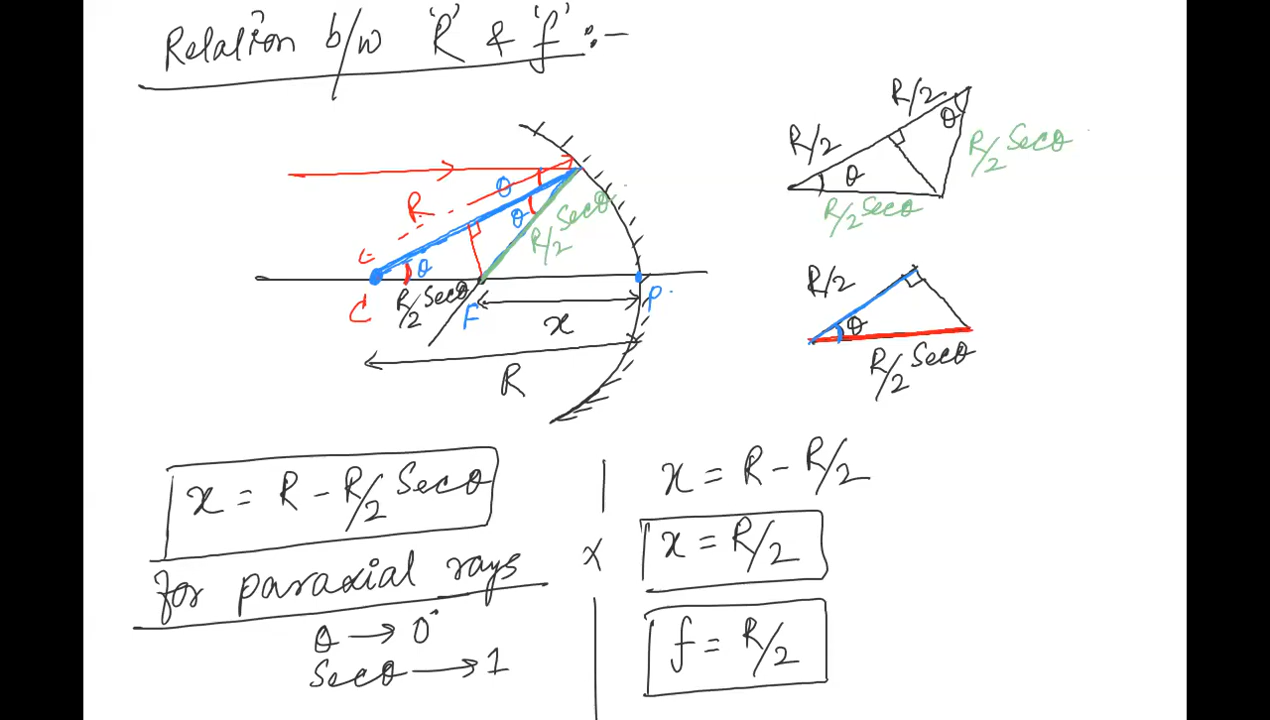 Relation b/w 'R' & 'f' :-
R/2
θ
R/2
θ
R/2 Secθ
R/2 Secθ
θ
R
θ
R/2 Secθ
θ
C
R/2 Secθ
F
P
x
R
R/2
θ
R/2 Secθ
x = R - R/2 Secθ
for paraxial rays
θ → 0°
Secθ → 1
x = R - R/2
x = R/2
f = R/2